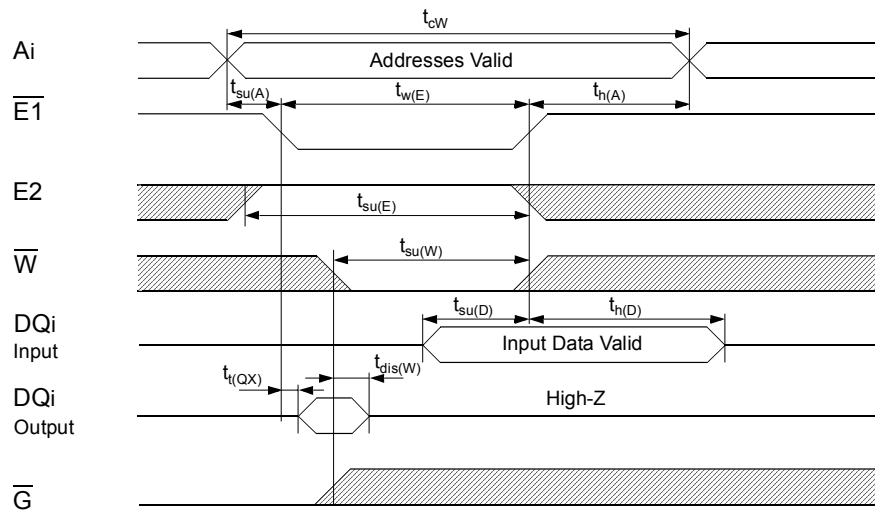 t_cW
Ai
Addresses Valid
t_su(A)
t_w(E)
t_h(A)
E1
E2
t_su(E)
W
t_su(W)
DQi
Input
t_su(D)
t_h(D)
Input Data Valid
t_t(QX)
t_dis(W)
DQi
Output
High-Z
G